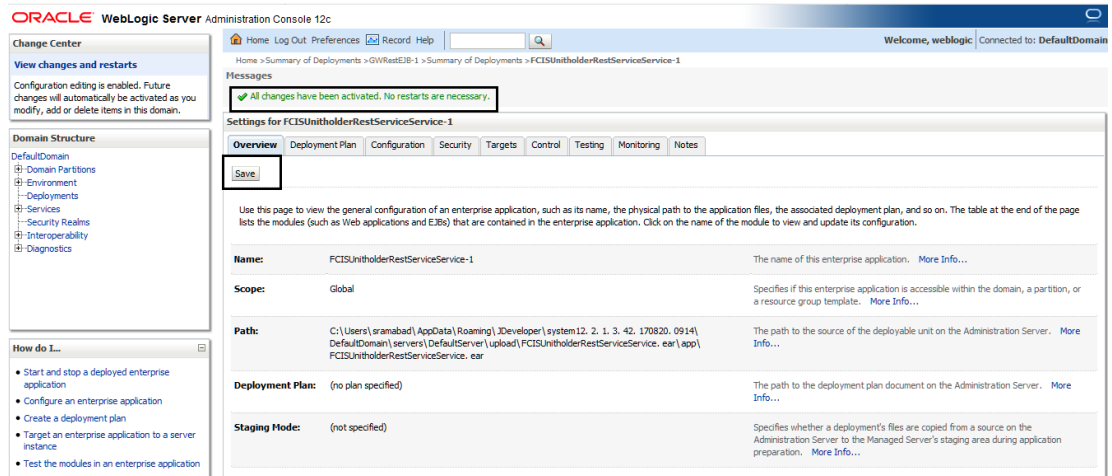 ORACLE WebLogic Server Administration Console 12c
Change Center
View changes and restarts
Configuration editing is enabled. Future
changes will automatically be activated as you
modify, add or delete items in this domain.
Domain Structure
DefaultDomain
Domain Partitions
Environment
Deployments
Services
Security Realms
Interoperability
Diagnostics
How do I...
Start and stop a deployed enterprise
application
Configure an enterprise application
Create a deployment plan
Target an enterprise application to a server
instance
Test the modules in an enterprise application
Home Log Out Preferences Record Help
Welcome, weblogic Connected to: DefaultDomain
Home >Summary of Deployments >GWRestEJB-1 >Summary of Deployments >FCISUnitholderRestServiceService-1
Messages
All changes have been activated. No restarts are necessary.
Settings for FCISUnitholderRestServiceService-1
Overview Deployment Plan Configuration Security Targets Control Testing Monitoring Notes
Save
Use this page to view the general configuration of an enterprise application, such as its name, the physical path to the application files, the associated deployment plan, and so on. The table at the end of the page
lists the modules (such as Web applications and EJBs) that are contained in the enterprise application. Click on the name of the module to view and update its configuration.
Name: FCISUnitholderRestServiceService-1 The name of this enterprise application. More Info...
Scope: Global Specifies if this enterprise application is accessible within the domain, a partition, or
a resource group template. More Info...
Path: C:\Users\sramabad\AppData\Roaming\JDeveloper\system12. 2. 1. 3. 42. 170820. 0914\ The path to the source of the deployable unit on the Administration Server. More
DefaultDomain\servers\DefaultServer\upload\FCISUnitholderRestServiceService. ear\app\ Info...
FCISUnitholderRestServiceService. ear
Deployment Plan: (no plan specified) The path to the deployment plan document on the Administration Server. More
Info...
Staging Mode: (not specified) Specifies whether a deployment's files are copied from a source on the
Administration Server to the Managed Server's staging area during application
preparation. More Info...